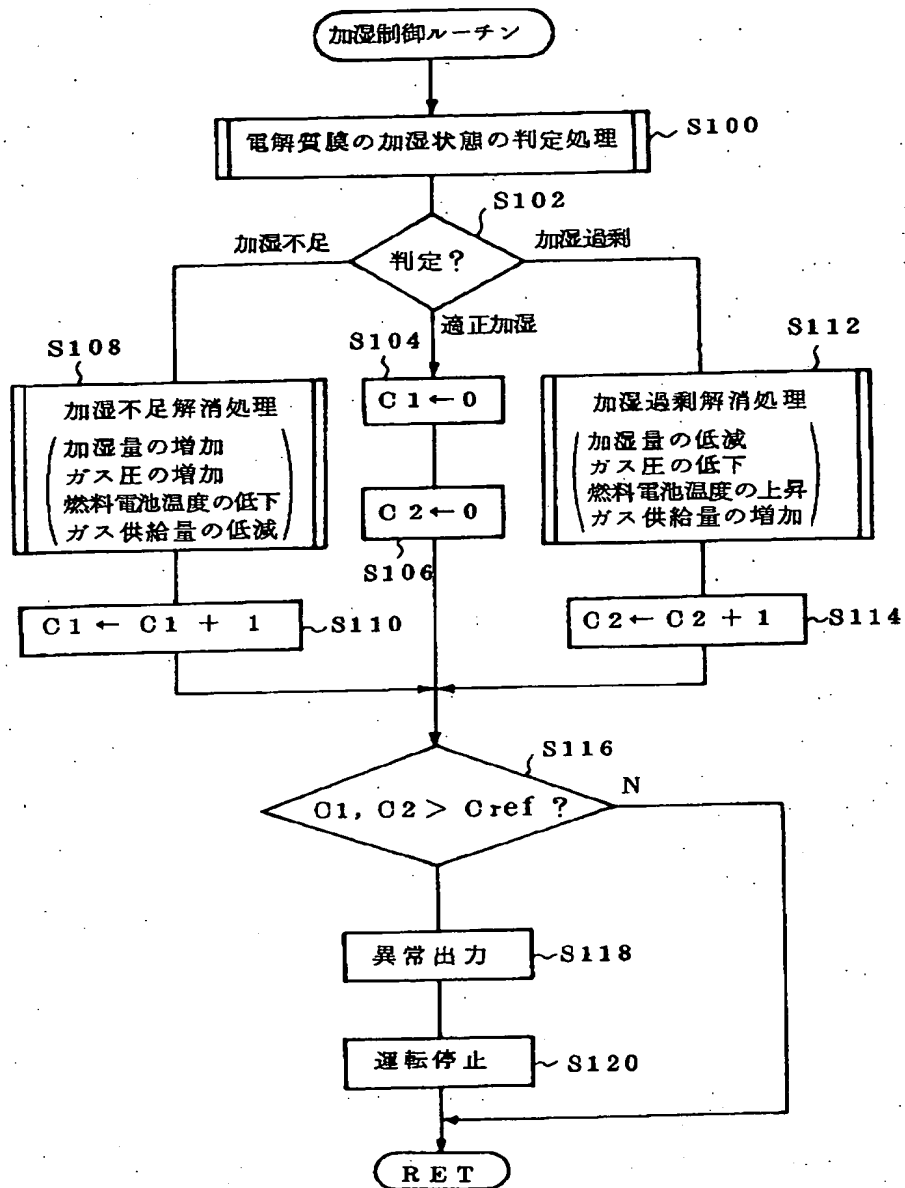 加湿制御ルーチン
電解質膜の加湿状態の判定処理
S100
S102
加湿不足
判定?
加湿過剰
適正加湿
S108
加湿不足解消処理
加湿量の増加
ガス圧の増加
燃料電池温度の低下
ガス供給量の低減
S104
C1←0
C2←0
S106
S112
加湿過剰解消処理
加湿量の低減
ガス圧の低下
燃料電池温度の上昇
ガス供給量の増加
C1 ← C1 + 1
S110
C2 ← C2 + 1
S114
S116
C1, C2 > Cref ?
N
異常出力
S118
運転停止
S120
RET